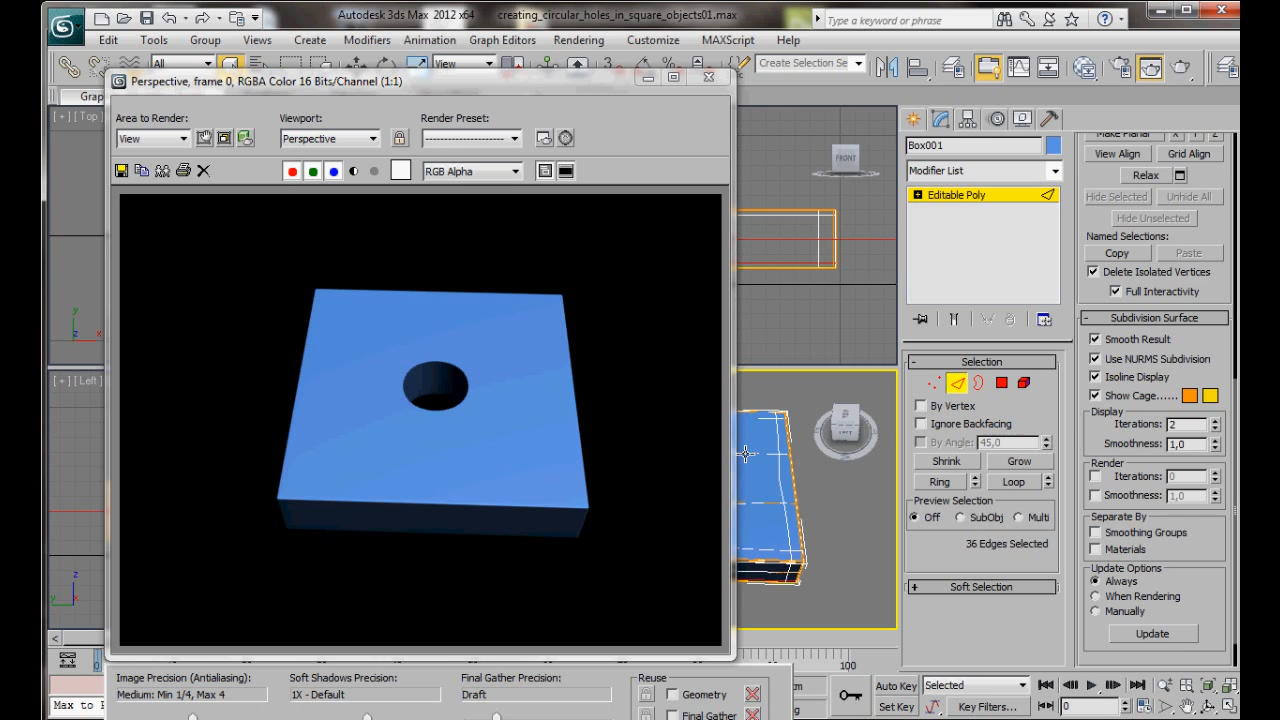 Autodesk 3ds Max 2012 x64 creating_circular_holes_in_square_objects01.max
Type a keyword or phrase
Edit Tools Group Views Create Modifiers Animation Graph Editors Rendering Customize MAXScript Help
All View Create Selection Se
Perspective, frame 0, RGBA Color 16 Bits/Channel (1:1)
Area to Render: Viewport: Render Preset:
View Perspective
RGB Alpha
[ + ] [ Top ]
[ + ] [ Left ]
FRONT
Box001
Modifier List
Editable Poly
Make Planar X Y Z
View Align Grid Align
Relax
Hide Selected Unhide All
Hide Unselected
Named Selections:
Copy Paste
Delete Isolated Vertices
Full Interactivity
Subdivision Surface
Smooth Result
Use NURMS Subdivision
Isoline Display
Show Cage......
Display
Iterations: 2
Smoothness: 1,0
Render
Iterations: 0
Smoothness: 1,0
Separate By
Smoothing Groups
Materials
Update Options
Always
When Rendering
Manually
Update
Selection
By Vertex
Ignore Backfacing
By Angle: 45,0
Shrink Grow
Ring Loop
Preview Selection
Off SubObj Multi
36 Edges Selected
Soft Selection
z
y x
z
y x
100
Image Precision (Antialiasing): Soft Shadows Precision: Final Gather Precision: Reuse
Medium: Min 1/4, Max 4 1X - Default Draft Geometry
Final Gather
Auto Key Selected
Set Key Key Filters... 0